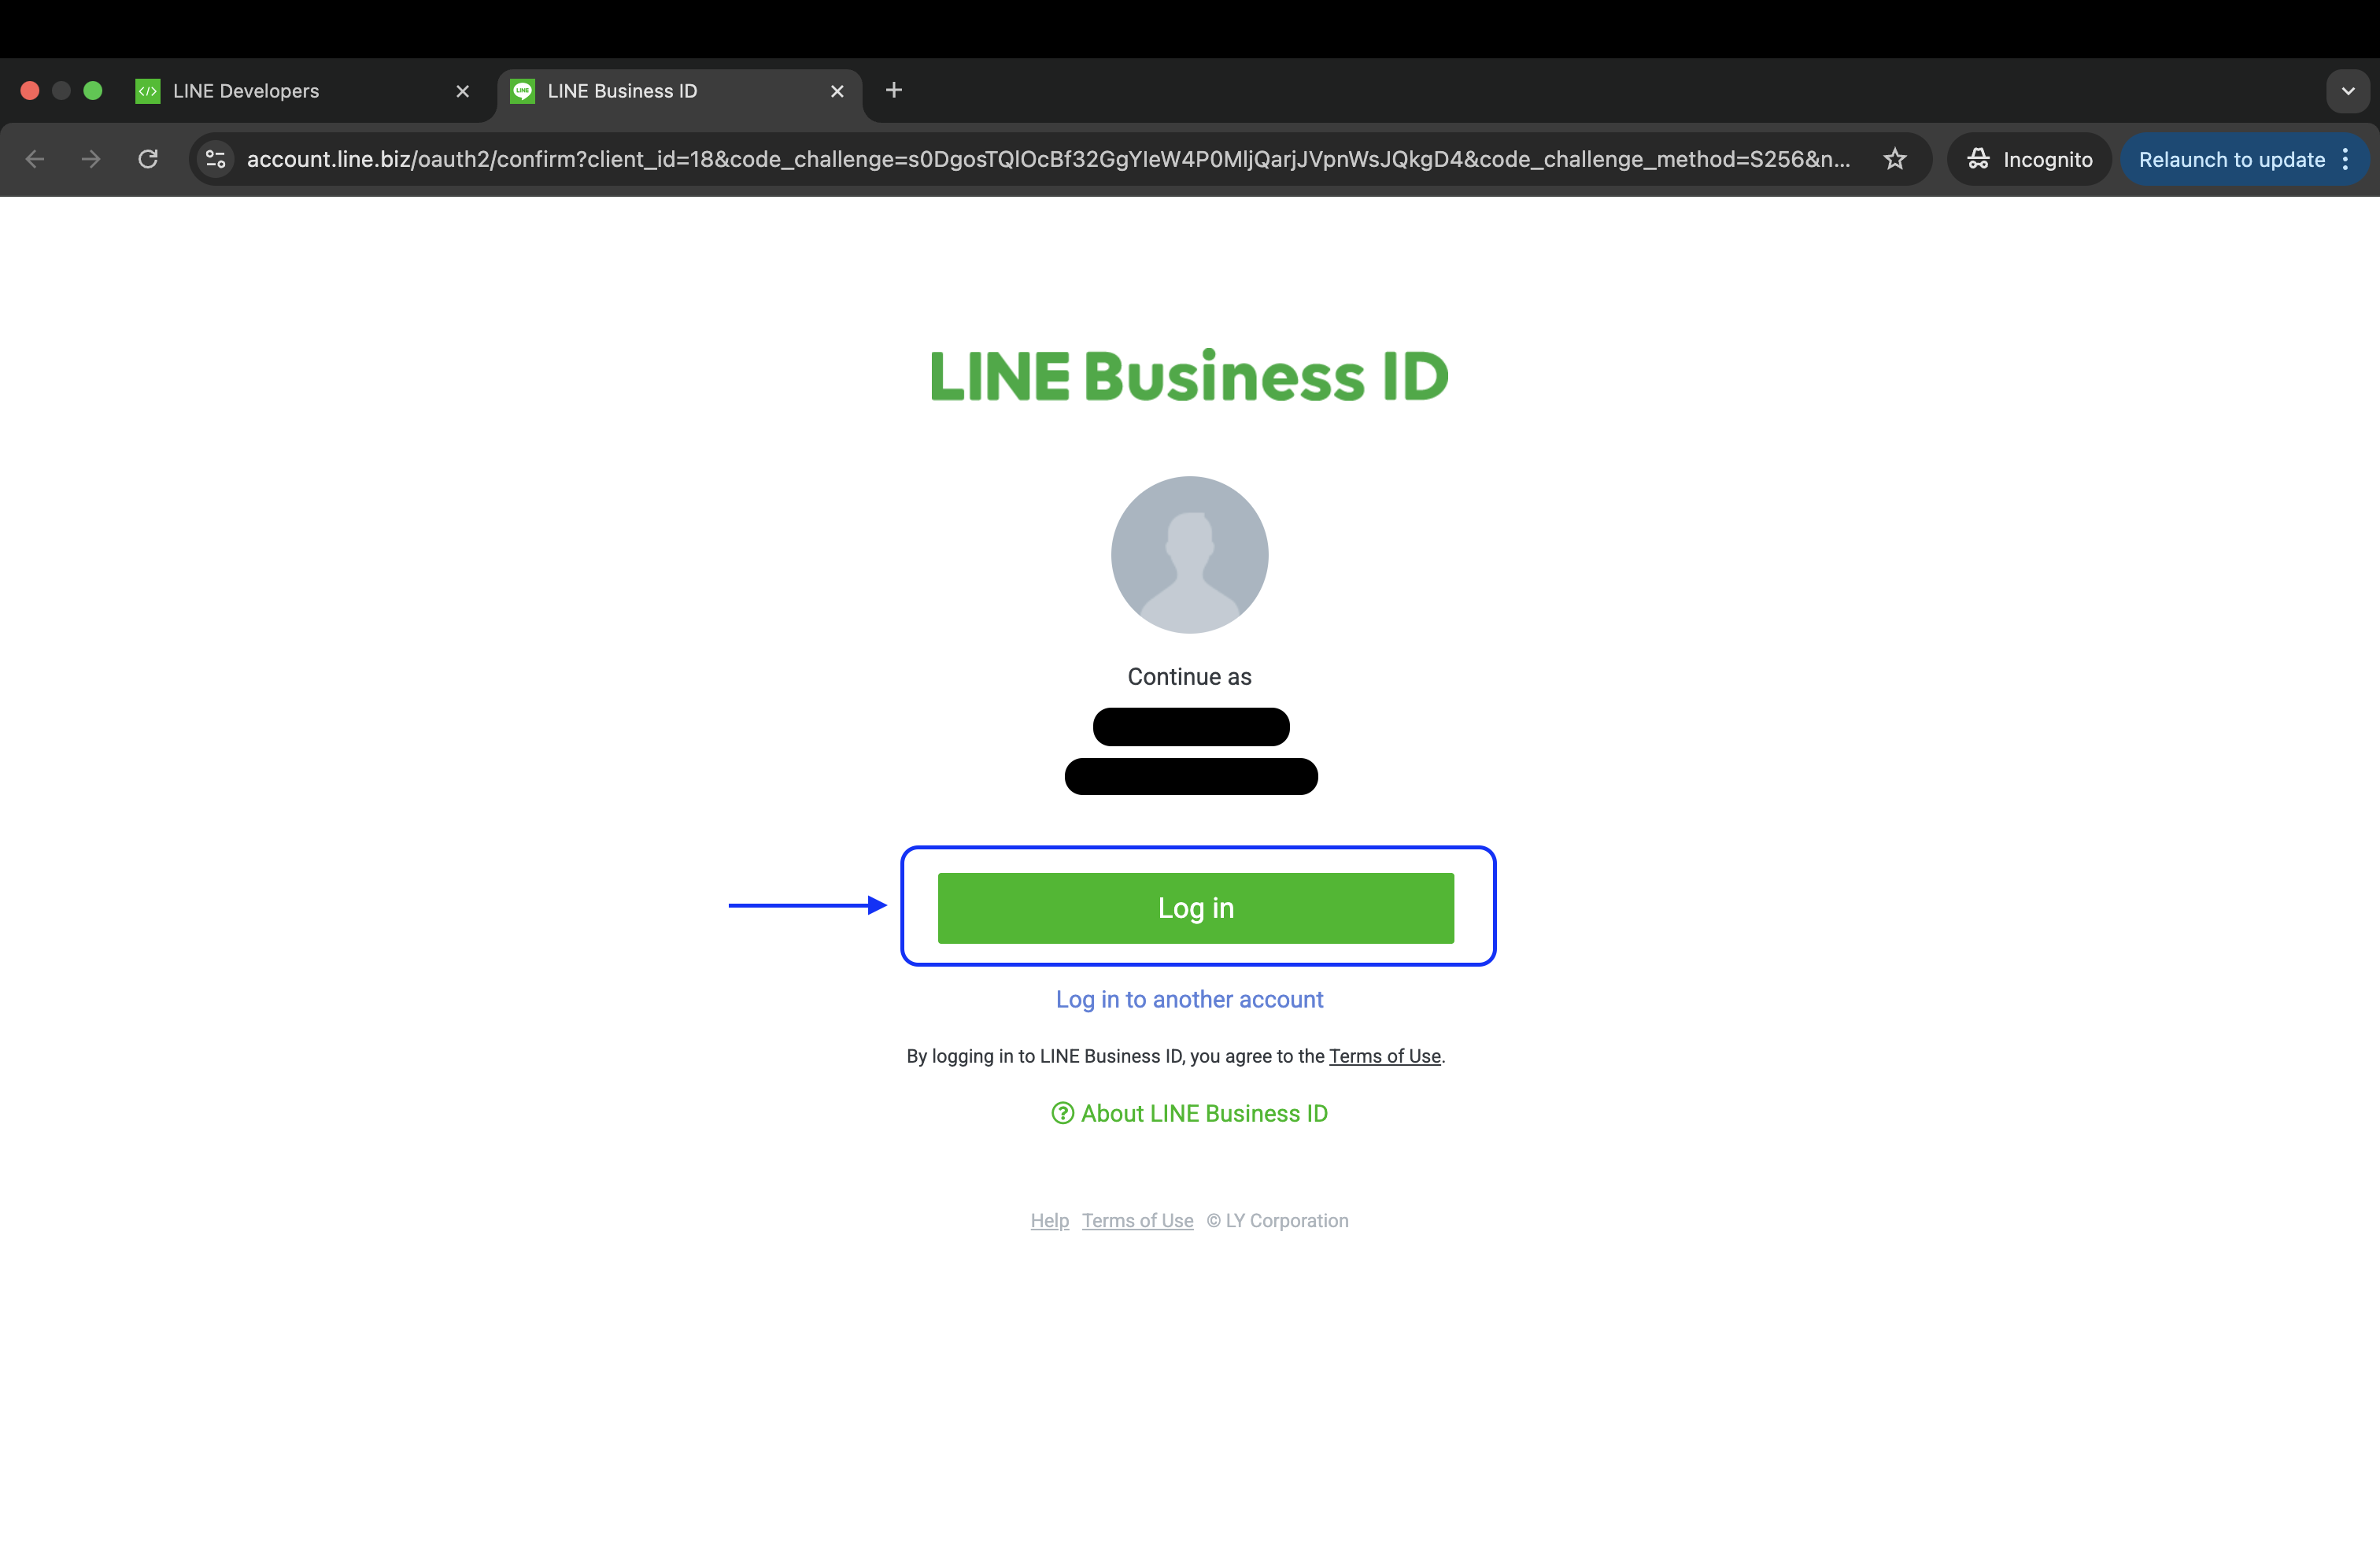 LINE Developers
LINE Business ID
account.line.biz/oauth2/confirm?client_id=18&code_challenge=s0DgosTQlOcBf32GgYIeW4P0MljQarjJVpnWsJQkgD4&code_challenge_method=S256&n...
Incognito
Relaunch to update
LINE Business ID
Continue as
Log in
Log in to another account
By logging in to LINE Business ID, you agree to the Terms of Use.
About LINE Business ID
Help Terms of Use © LY Corporation